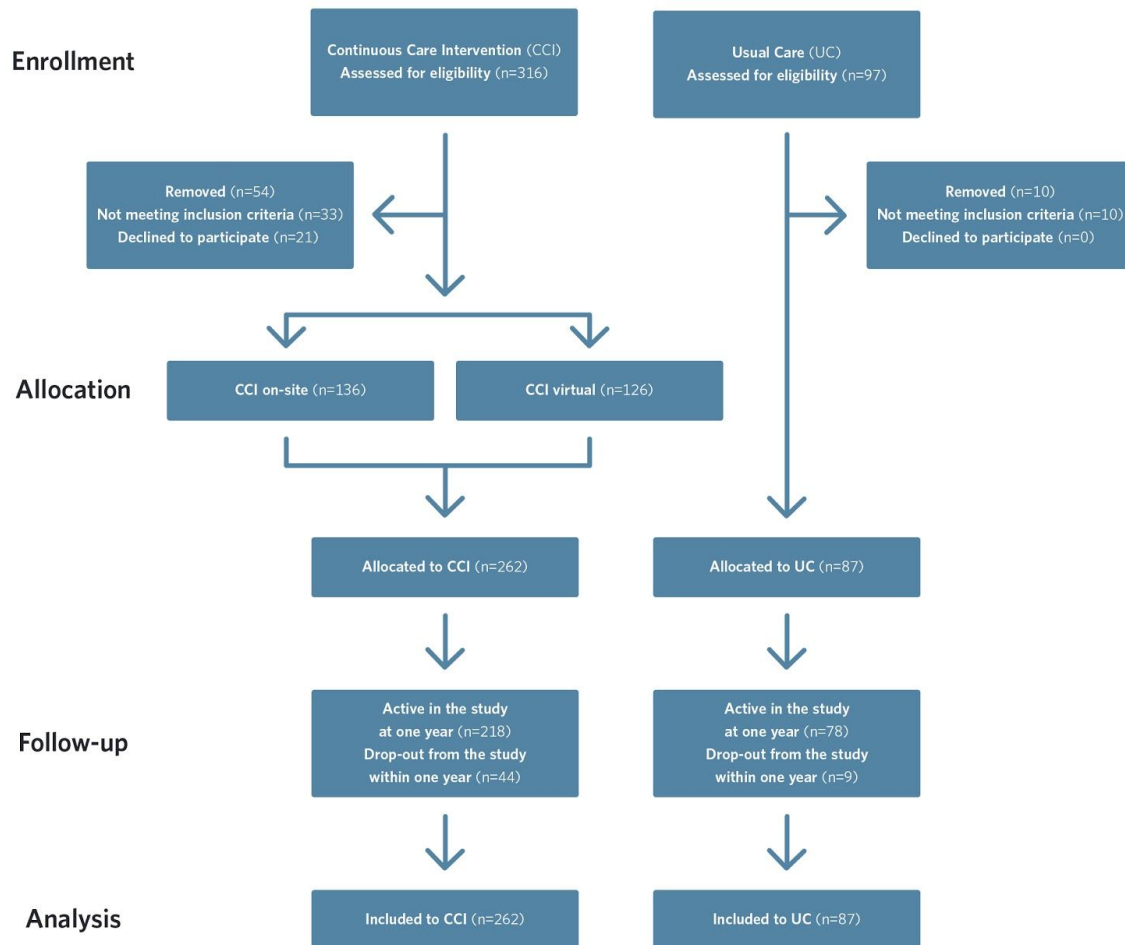 Enrollment
Continuous Care Intervention (CCI)
Assessed for eligibility (n=316)
Usual Care (UC)
Assessed for eligibility (n=97)
Removed (n=54)
Not meeting inclusion criteria (n=33)
Declined to participate (n=21)
Removed (n=10)
Not meeting inclusion criteria (n=10)
Declined to participate (n=0)
Allocation
CCI on-site (n=136)
CCI virtual (n=126)
Allocated to CCI (n=262)
Allocated to UC (n=87)
Follow-up
Active in the study
at one year (n=218)
Drop-out from the study
within one year (n=44)
Active in the study
at one year (n=78)
Drop-out from the study
within one year (n=9)
Analysis
Included to CCI (n=262)
Included to UC (n=87)